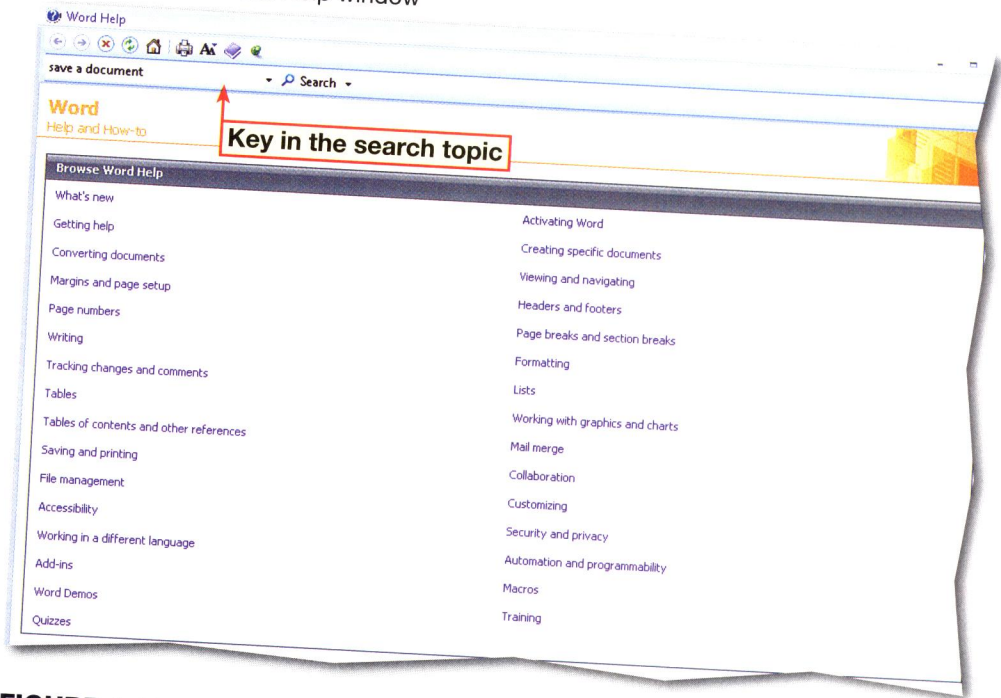 window
Word Help
save a document Search
Word
Help and How-to
Key in the search topic
Browse Word Help
What's new
Getting help
Converting documents
Margins and page setup
Page numbers
Writing
Tracking changes and comments
Tables
Tables of contents and other references
Saving and printing
File management
Accessibility
Working in a different language
Add-ins
Word Demos
Quizzes
Activating Word
Creating specific documents
Viewing and navigating
Headers and footers
Page breaks and section breaks
Formatting
Lists
Working with graphics and charts
Mail merge
Collaboration
Customizing
Security and privacy
Automation and programmability
Macros
Training